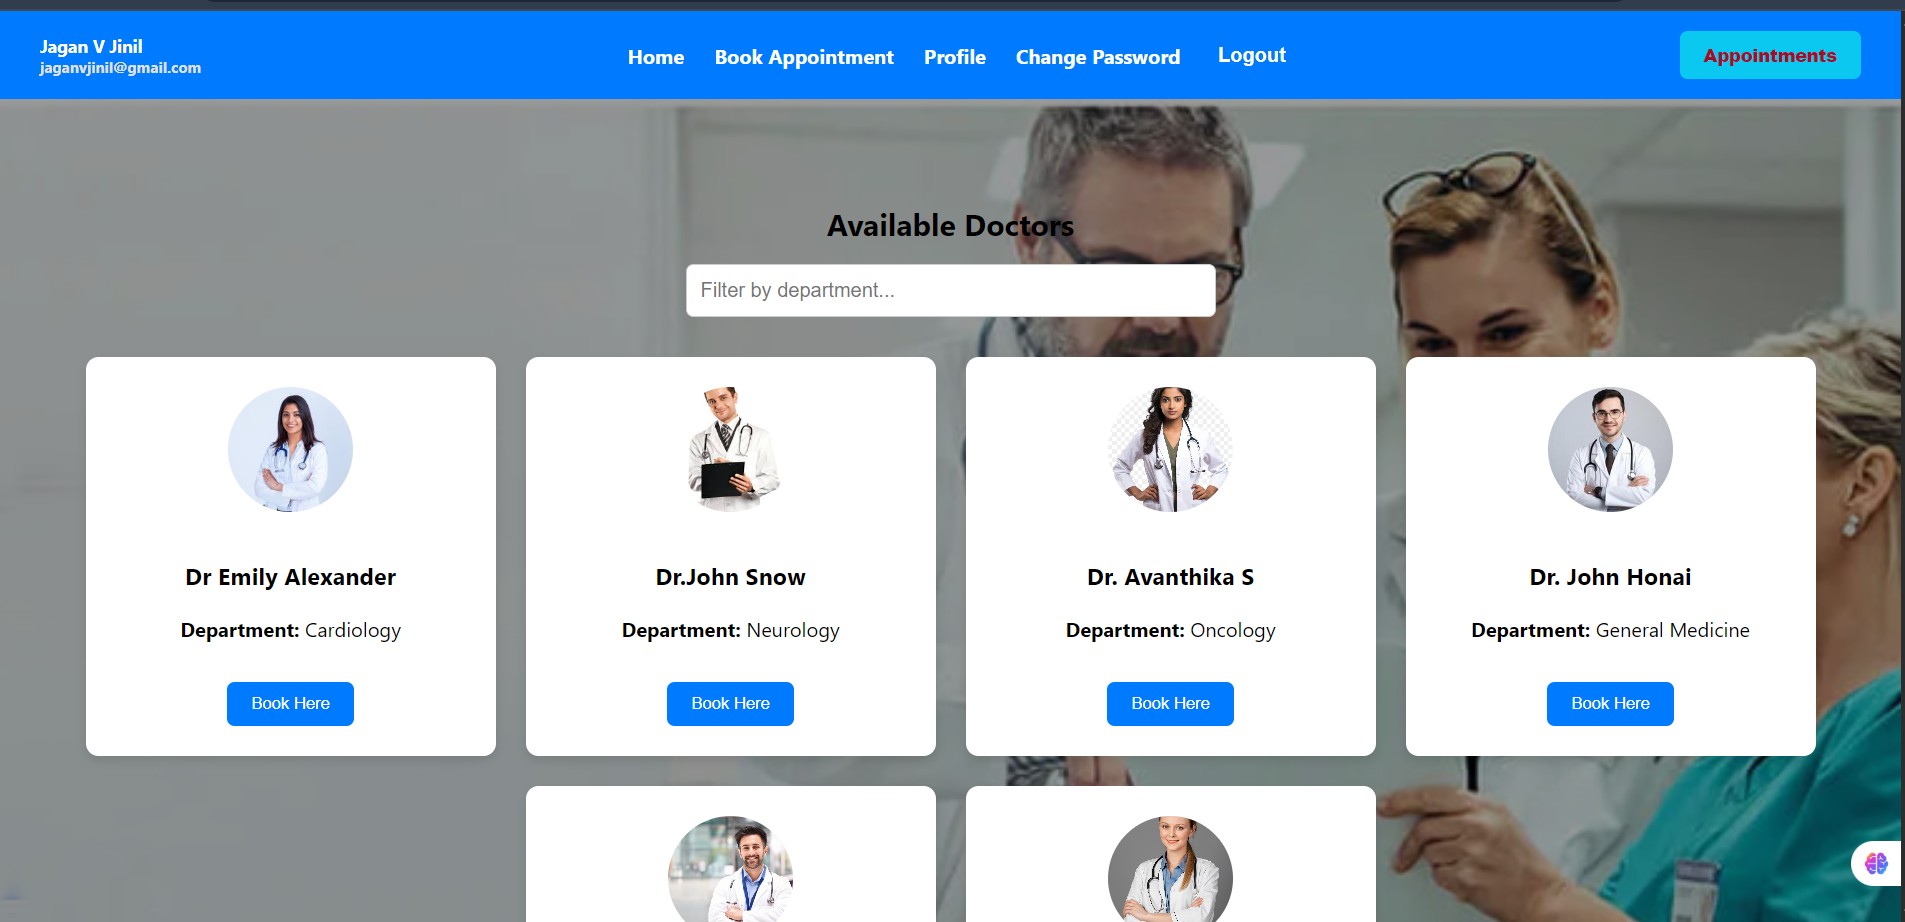 Jagan V Jinil
jaganvjinil@gmail.com
Home Book Appointment Profile Change Password Logout
Appointments
Available Doctors
Filter by department...
Dr Emily Alexander
Department: Cardiology
Book Here
Dr.John Snow
Department: Neurology
Book Here
Dr. Avanthika S
Department: Oncology
Book Here
Dr. John Honai
Department: General Medicine
Book Here